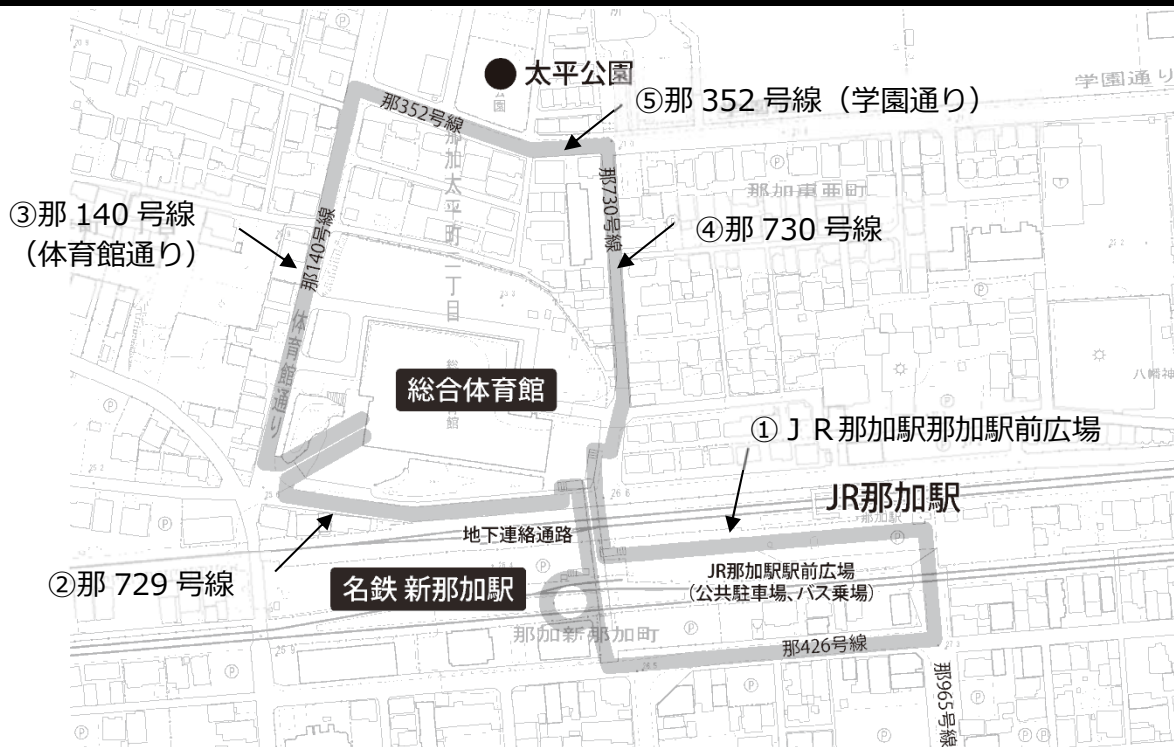 太平公園
学園通り
那352号線
⑤那 352 号線（学園通り）
那加太平町二丁目
那730号線
那加東亜町
③那 140 号線
（体育館通り）
那140号線
④那 730 号線
体育館通り
総合体育館
八幡神
①ＪＲ那加駅那加駅前広場
JR那加駅
那加駅
地下連絡通路
②那 729 号線
名鉄 新那加駅
JR那加駅駅前広場
（公共駐車場、バス乗場）
那加新那加町
那426号線
那965号線